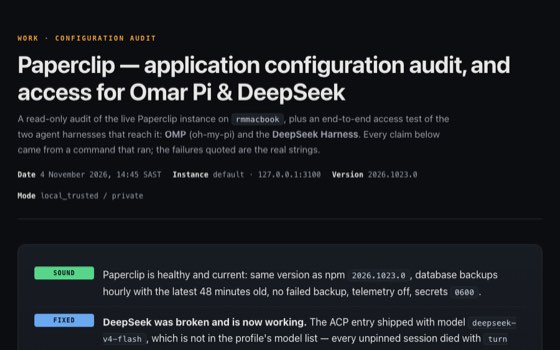 WORK · CONFIGURATION AUDIT
Paperclip — application configuration audit, and
access for Omar Pi & DeepSeek
A read-only audit of the live Paperclip instance on rmmacbook, plus an end-to-end access test of the
two agent harnesses that reach it: OMP (oh-my-pi) and the DeepSeek Harness. Every claim below
came from a command that ran; the failures quoted are the real strings.
Date 4 November 2026, 14:45 SAST Instance default · 127.0.0.1:3100 Version 2026.1023.0
Mode local_trusted / private
SOUND Paperclip is healthy and current: same version as npm 2026.1023.0, database backups
hourly with the latest 48 minutes old, no failed backup, telemetry off, secrets 0600.
FIXED DeepSeek was broken and is now working. The ACP entry shipped with model deepseek-
v4-flash, which is not in the profile's model list — every unpinned session died with turn